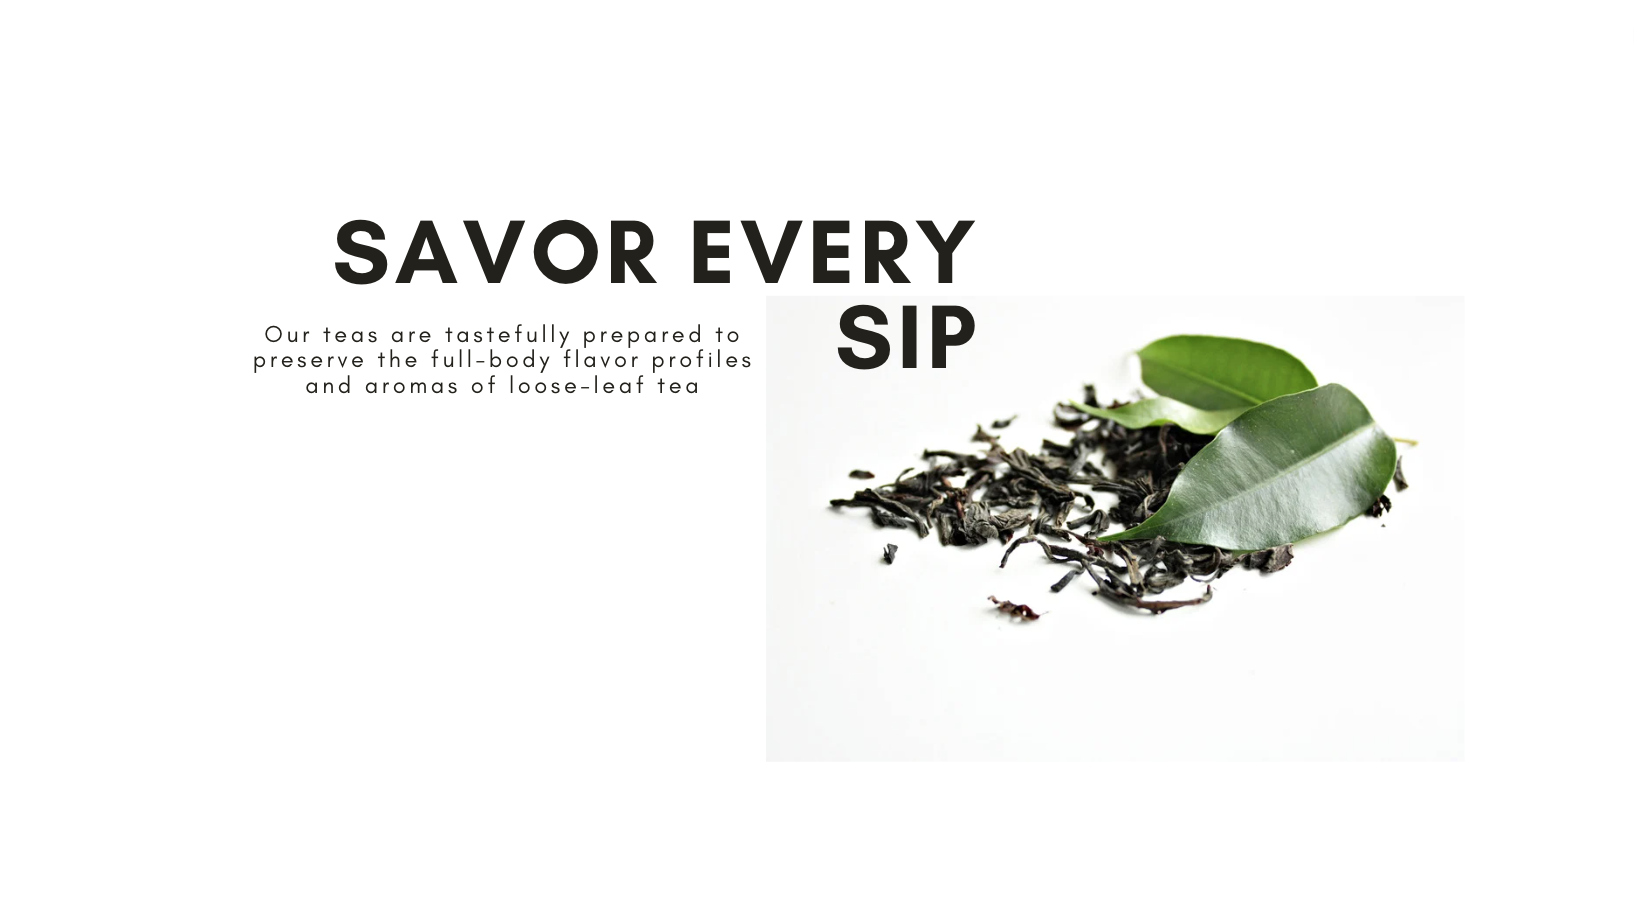 SAVOR EVERY
SIP
Our teas are tastefully prepared to
preserve the full-body flavor profiles
and aromas of loose-leaf tea